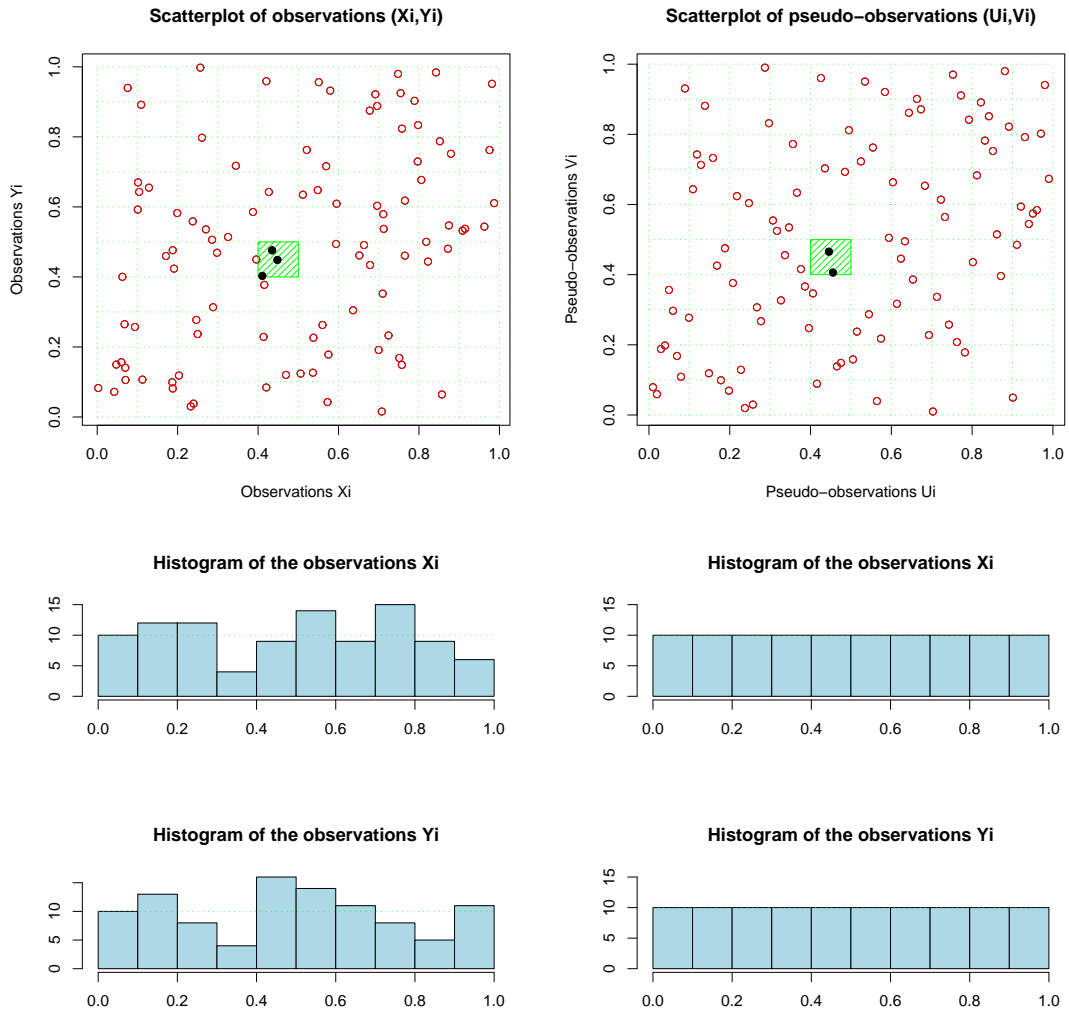 Scatterplot of observations (Xi,Yi)
Observations Yi
1.0
0.8
0.6
0.4
0.2
0.0
0.0 0.2 0.4 0.6 0.8 1.0
Observations Xi
Scatterplot of pseudo−observations (Ui,Vi)
Pseudo−observations Vi
1.0
0.8
0.6
0.4
0.2
0.0
0.0 0.2 0.4 0.6 0.8 1.0
Pseudo−observations Ui
Histogram of the observations Xi
15
10
5
0
0.0 0.2 0.4 0.6 0.8 1.0
Histogram of the observations Xi
15
10
5
0
0.0 0.2 0.4 0.6 0.8 1.0
Histogram of the observations Yi
10
5
0
0.0 0.2 0.4 0.6 0.8 1.0
Histogram of the observations Yi
15
10
5
0
0.0 0.2 0.4 0.6 0.8 1.0